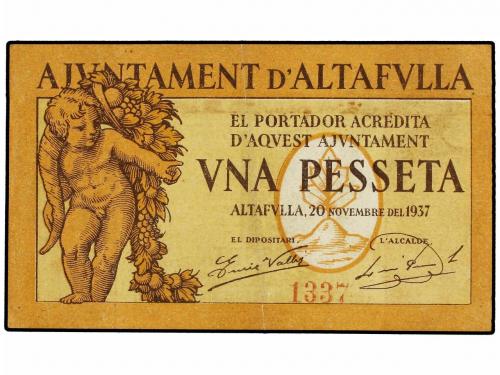 AJVNTAMENT D'ALTAFVLLA
EL PORTADOR ACREDITA
D'AQVEST AJVNTAMENT
VNA PESSETA
ALTAFVLLA, 20 NOVEMBRE DEL 1937
EL DIPOSITARI, L'ALCALDE,
1337